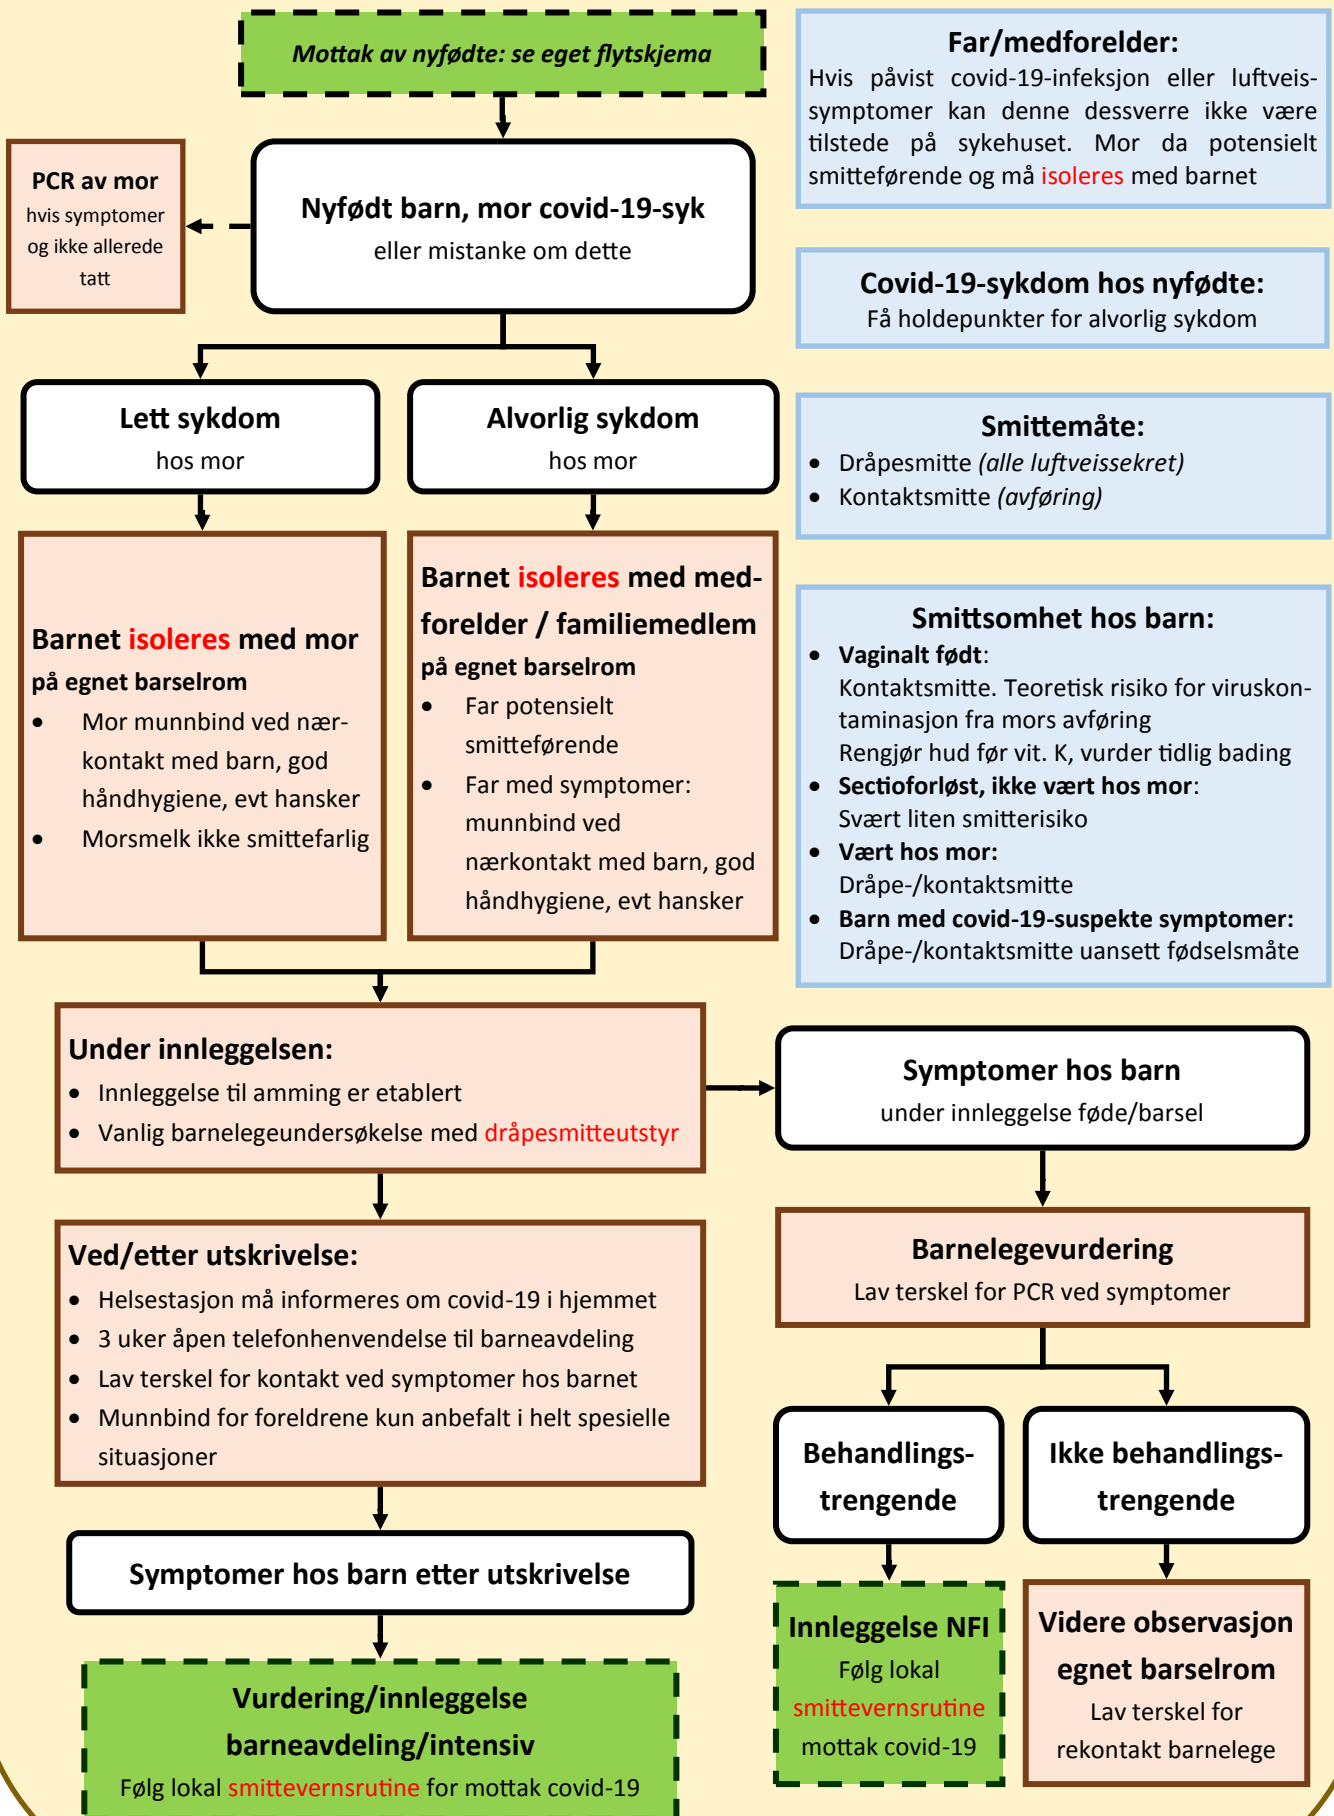 Mottak av nyfødte: se eget flytskjema
PCR av mor
hvis symptomer
og ikke allerede
tatt
Nyfødt barn, mor covid-19-syk
eller mistanke om dette
Lett sykdom
hos mor
Alvorlig sykdom
hos mor
Barnet isoleres med mor
på egnet barselrom
• Mor munnbind ved nær-
kontakt med barn, god
håndhygiene, evt hansker
• Morsmelk ikke smittefarlig
Barnet isoleres med med-
forelder / familiemedlem
på egnet barselrom
• Far potensielt
smitteførende
• Far med symptomer:
munnbind ved
nærkontakt med barn, god
håndhygiene, evt hansker
Under innleggelsen:
• Innleggelse til amming er etablert
• Vanlig barnelegeundersøkelse med dråpesmitteutstyr
Ved/etter utskrivelse:
• Helsestasjon må informeres om covid-19 i hjemmet
• 3 uker åpen telefonhenvendelse til barneavdeling
• Lav terskel for kontakt ved symptomer hos barnet
• Munnbind for foreldrene kun anbefalt i helt spesielle
situasjoner
Symptomer hos barn etter utskrivelse
Vurdering/innleggelse
barneavdeling/intensiv
Følg lokal smittevernsrutine for mottak covid-19
Far/medforelder:
Hvis påvist covid-19-infeksjon eller luftveis-
symptomer kan denne dessverre ikke være
tilstede på sykehuset. Mor da potensielt
smitteførende og må isoleres med barnet
Covid-19-sykdom hos nyfødte:
Få holdepunkter for alvorlig sykdom
Smittemåte:
• Dråpesmitte (alle luftveissekret)
• Kontaktsmitte (avføring)
Smittsomhet hos barn:
• Vaginalt født:
Kontaktsmitte. Teoretisk risiko for viruskon-
taminasjon fra mors avføring
Rengjør hud før vit. K, vurder tidlig bading
• Sectioforløst, ikke vært hos mor:
Svært liten smitterisiko
• Vært hos mor:
Dråpe-/kontaktsmitte
• Barn med covid-19-suspekte symptomer:
Dråpe-/kontaktsmitte uansett fødselsmåte
Symptomer hos barn
under innleggelse føde/barsel
Barnelegevurdering
Lav terskel for PCR ved symptomer
Behandlings-
trengende
Ikke behandlings-
trengende
Innleggelse NFI
Følg lokal
smittevernsrutine
mottak covid-19
Videre observasjon
egnet barselrom
Lav terskel for
rekontakt barnelege